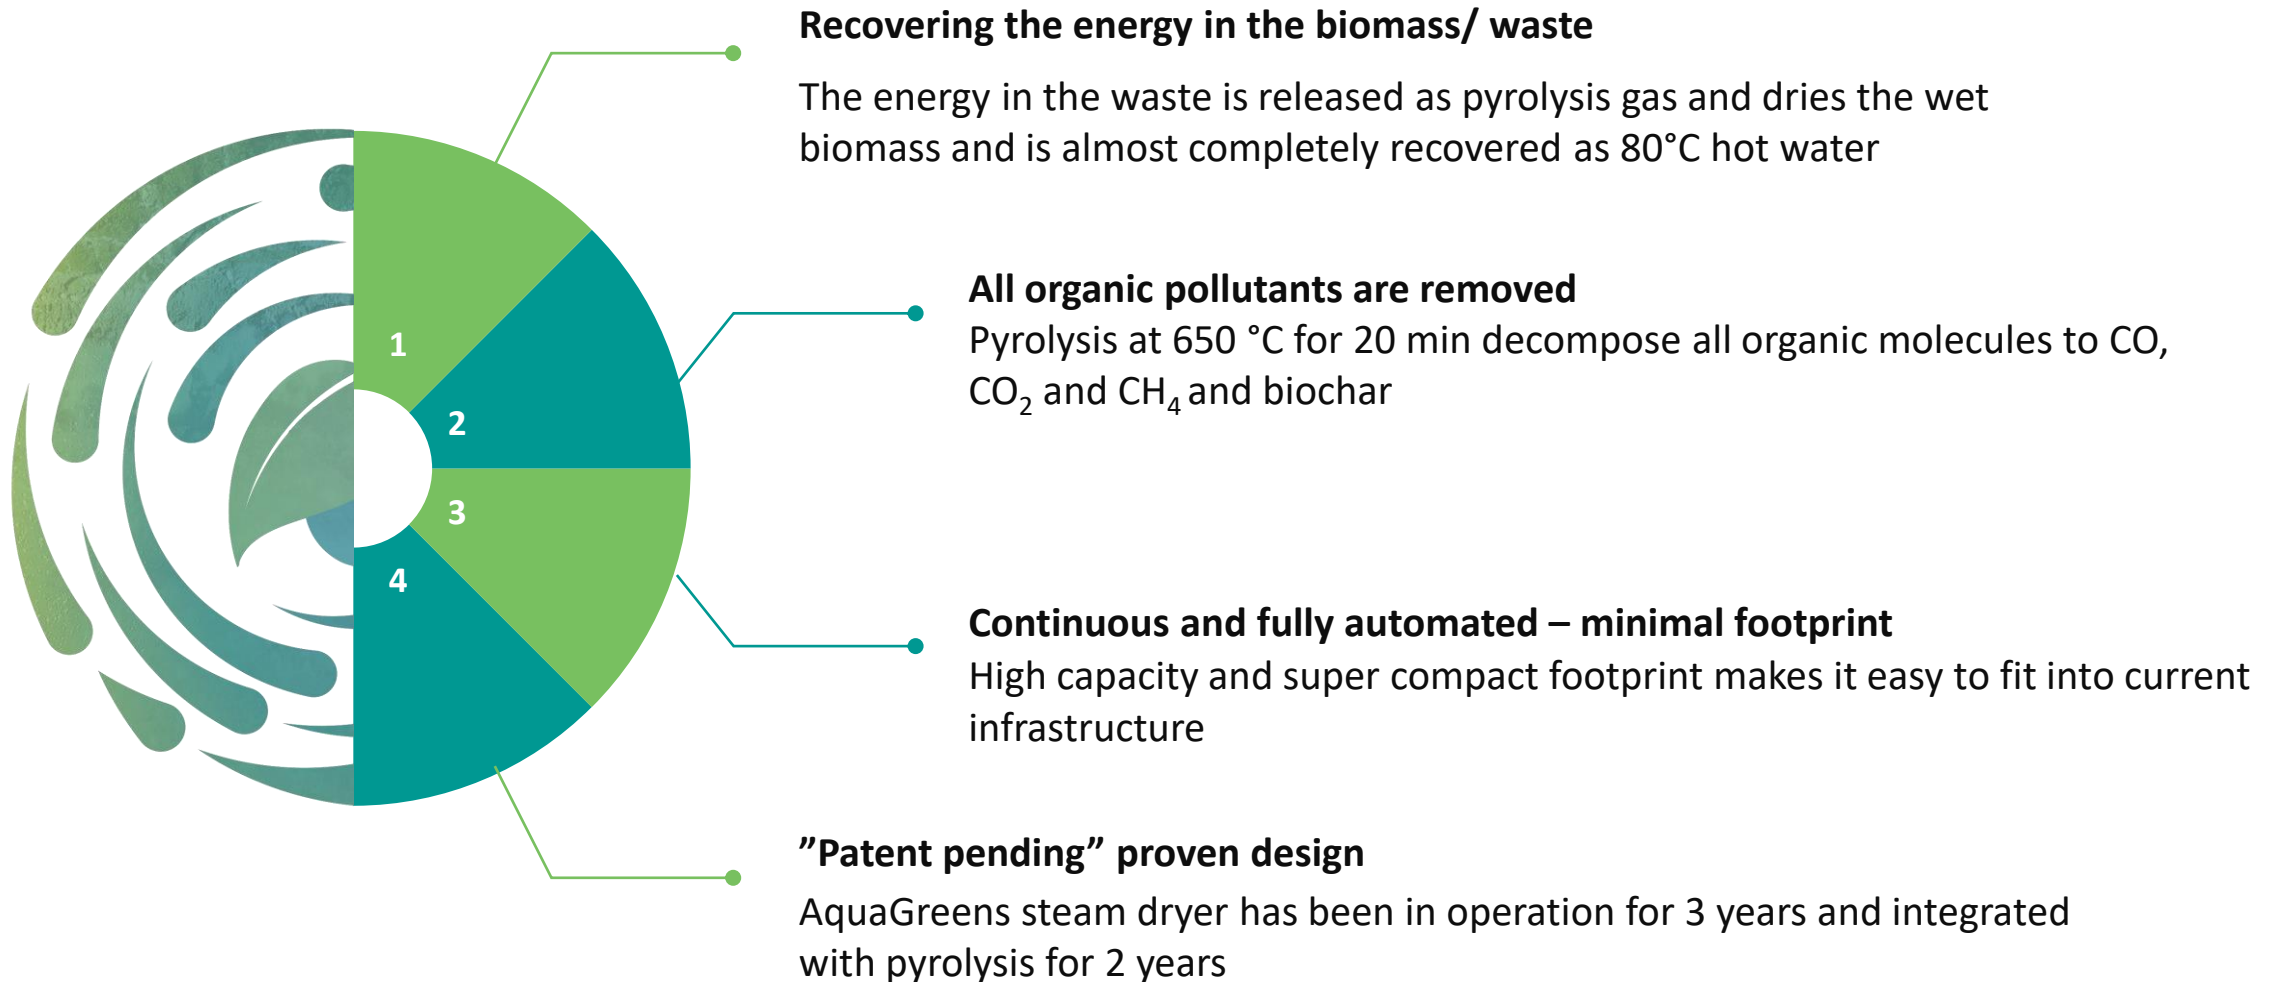 Recovering the energy in the biomass/ waste
The energy in the waste is released as pyrolysis gas and dries the wet
biomass and is almost completely recovered as 80°C hot water
1
All organic pollutants are removed
Pyrolysis at 650 °C for 20 min decompose all organic molecules to CO,
CO₂ and CH₄ and biochar
2
3
Continuous and fully automated – minimal footprint
High capacity and super compact footprint makes it easy to fit into current
infrastructure
4
”Patent pending” proven design
AquaGreens steam dryer has been in operation for 3 years and integrated
with pyrolysis for 2 years